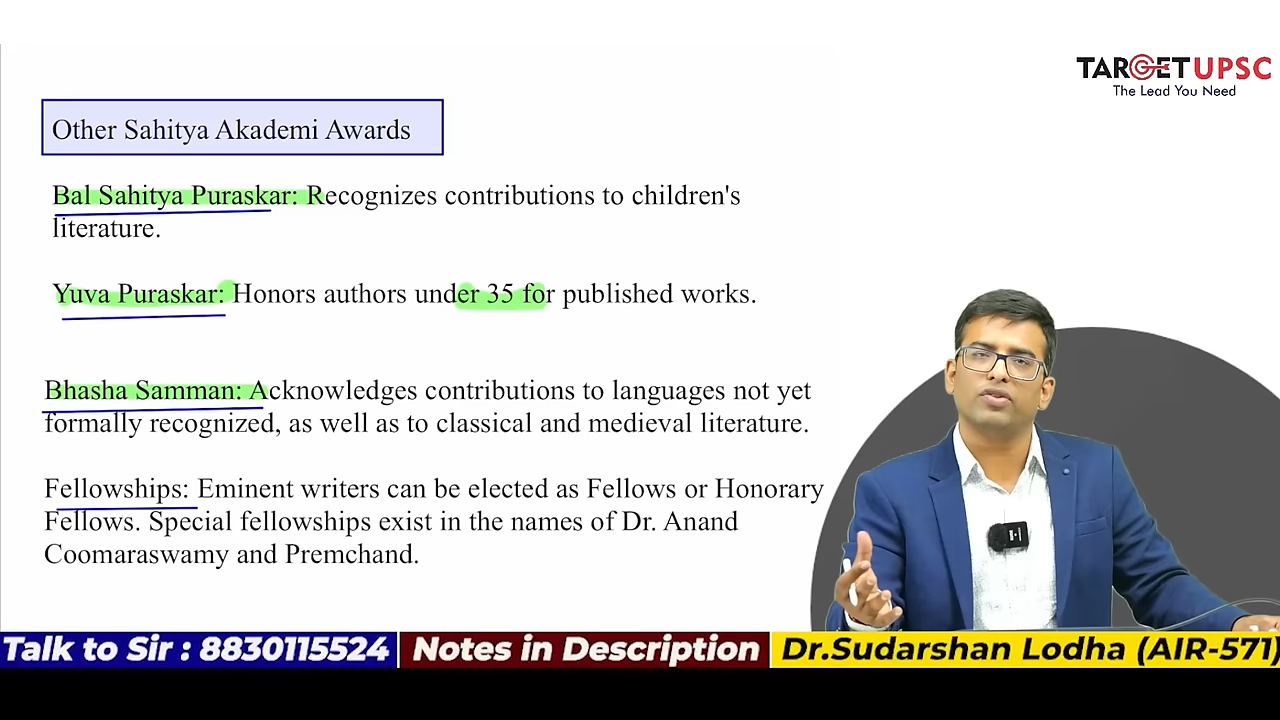 TARGET UPSC
The Lead You Need
Other Sahitya Akademi Awards
Bal Sahitya Puraskar: Recognizes contributions to children's
literature.
Yuva Puraskar: Honors authors under 35 for published works.
Bhasha Samman: Acknowledges contributions to languages not yet
formally recognized, as well as to classical and medieval literature.
Fellowships: Eminent writers can be elected as Fellows or Honorary
Fellows. Special fellowships exist in the names of Dr. Anand
Coomaraswamy and Premchand.
Talk to Sir : 8830115524
Notes in Description
Dr.Sudarshan Lodha (AIR-571)